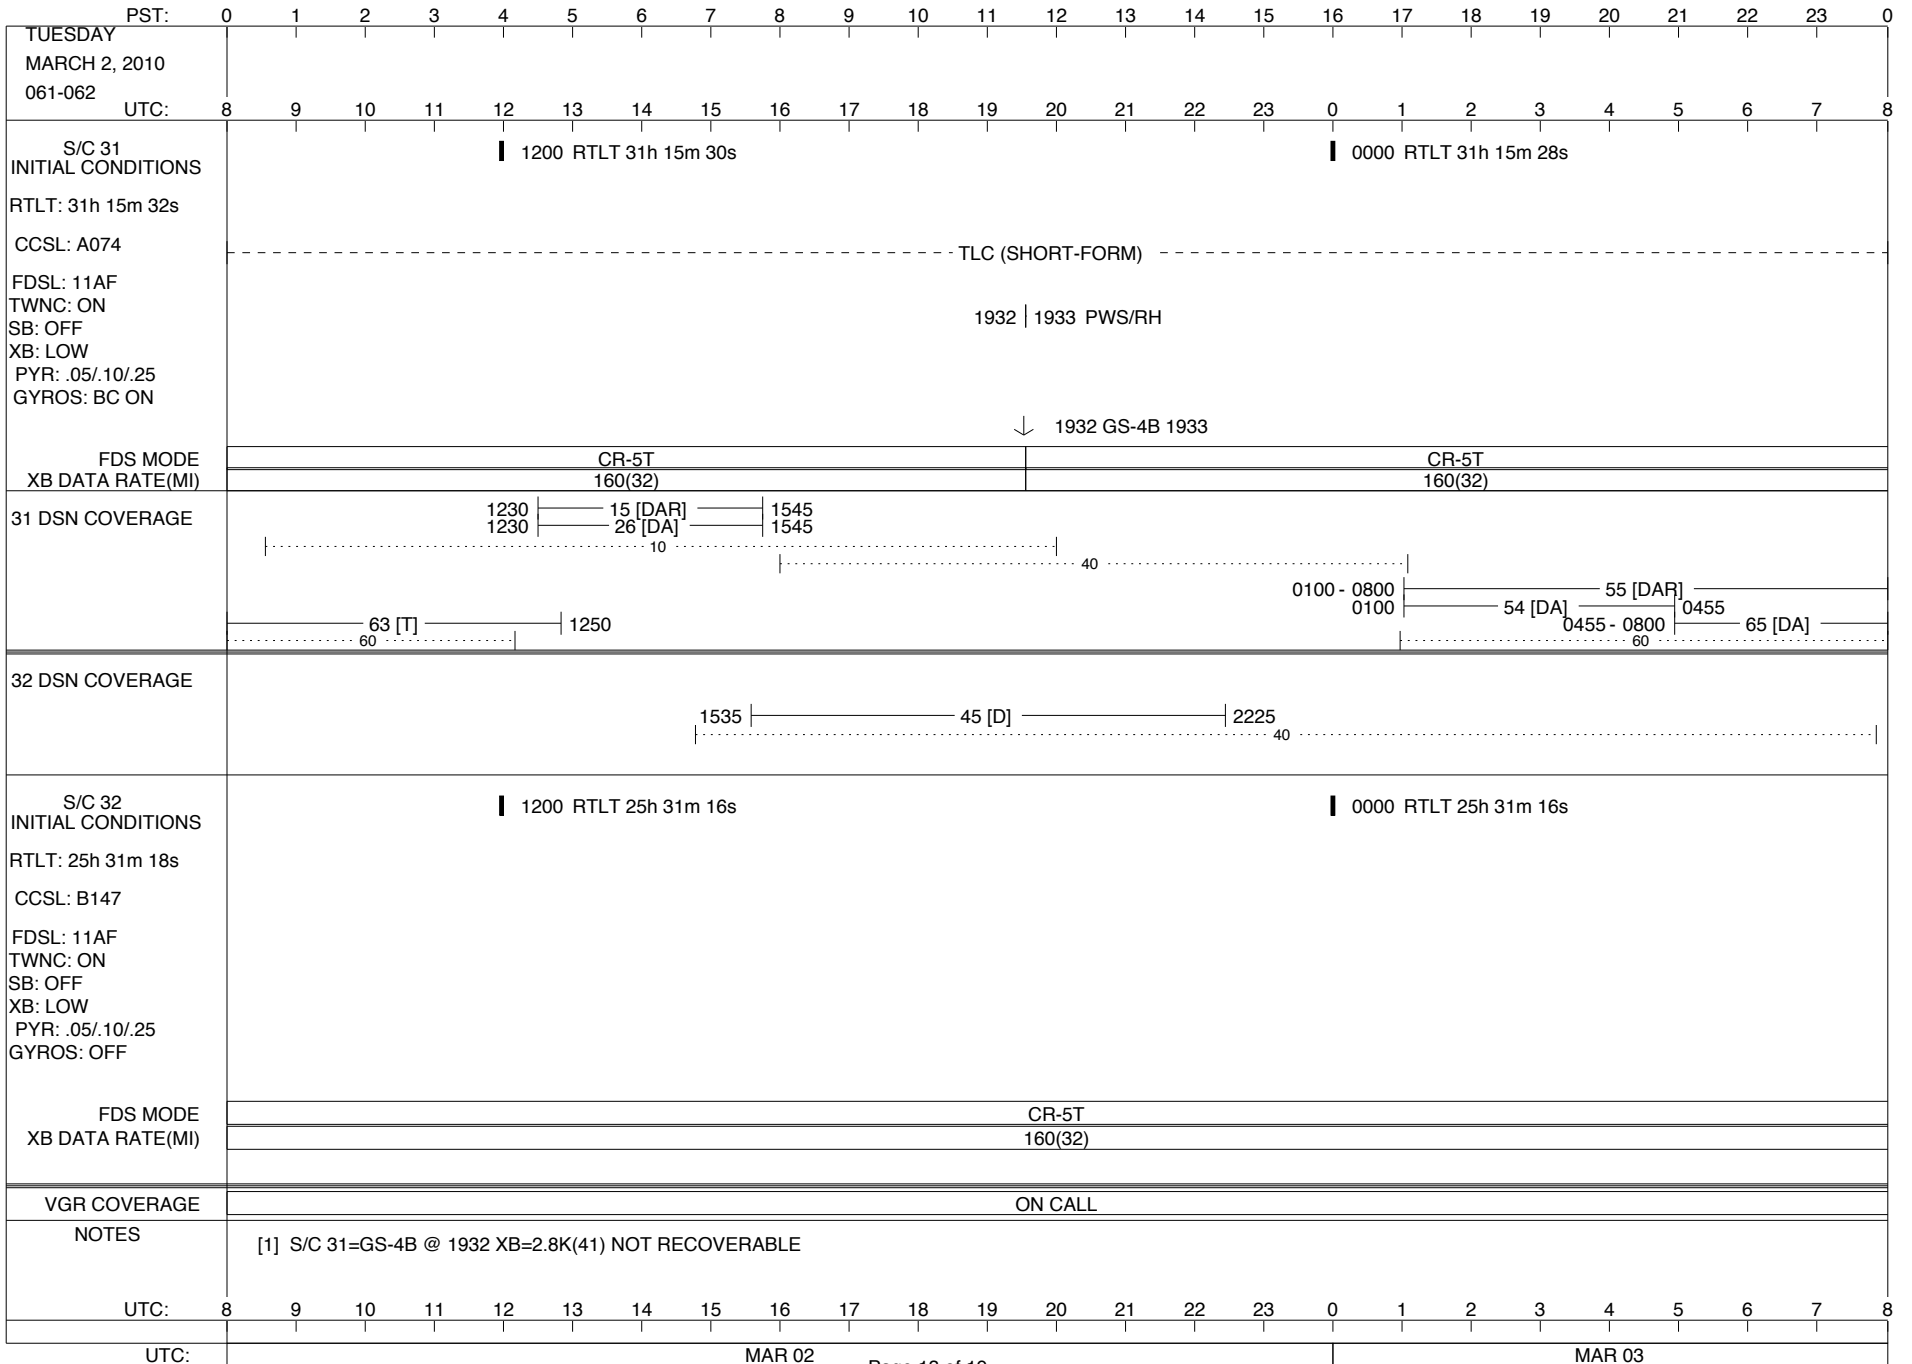 PST: 0 1 2 3 4 5 6 7 8 9 10 11 12 13 14 15 16 17 18 19 20 21 22 23 0
TUESDAY
MARCH 2, 2010
061-062
UTC: 8 9 10 11 12 13 14 15 16 17 18 19 20 21 22 23 0 1 2 3 4 5 6 7 8
S/C 31
INITIAL CONDITIONS
1200 RTLT 31h 15m 30s
0000 RTLT 31h 15m 28s
RTLT: 31h 15m 32s
CCSL: A074
TLC (SHORT-FORM)
FDSL: 11AF
TWNC: ON
SB: OFF
XB: LOW
PYR: .05/.10/.25
GYROS: BC ON
1932 1933 PWS/RH
1932 GS-4B 1933
FDS MODE CR-5T CR-5T
XB DATA RATE(MI) 160(32) 160(32)
31 DSN COVERAGE
1230 15 [DAR] 1545
1230 26 [DA] 1545
10
40
0100 - 0800 55 [DAR]
0100 54 [DA] 0455
63 [T] 1250
0455 - 0800 65 [DA]
60 60
32 DSN COVERAGE
1535 45 [D] 2225
40
S/C 32
INITIAL CONDITIONS
1200 RTLT 25h 31m 16s
0000 RTLT 25h 31m 16s
RTLT: 25h 31m 18s
CCSL: B147
FDSL: 11AF
TWNC: ON
SB: OFF
XB: LOW
PYR: .05/.10/.25
GYROS: OFF
FDS MODE CR-5T
XB DATA RATE(MI) 160(32)
VGR COVERAGE ON CALL
NOTES
[1] S/C 31=GS-4B @ 1932 XB=2.8K(41) NOT RECOVERABLE
UTC: 8 9 10 11 12 13 14 15 16 17 18 19 20 21 22 23 0 1 2 3 4 5 6 7 8
UTC: MAR 02 MAR 03